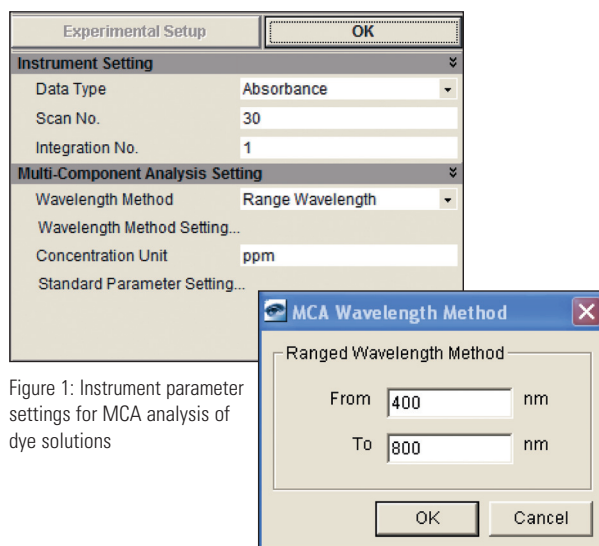 Experimental Setup
OK
Instrument Setting
Data Type Absorbance
Scan No. 30
Integration No. 1
Multi-Component Analysis Setting
Wavelength Method Range Wavelength
Wavelength Method Setting...
Concentration Unit ppm
Standard Parameter Setting...
Figure 1: Instrument parameter
settings for MCA analysis of
dye solutions
MCA Wavelength Method
Ranged Wavelength Method
From 400 nm
To 800 nm
OK Cancel